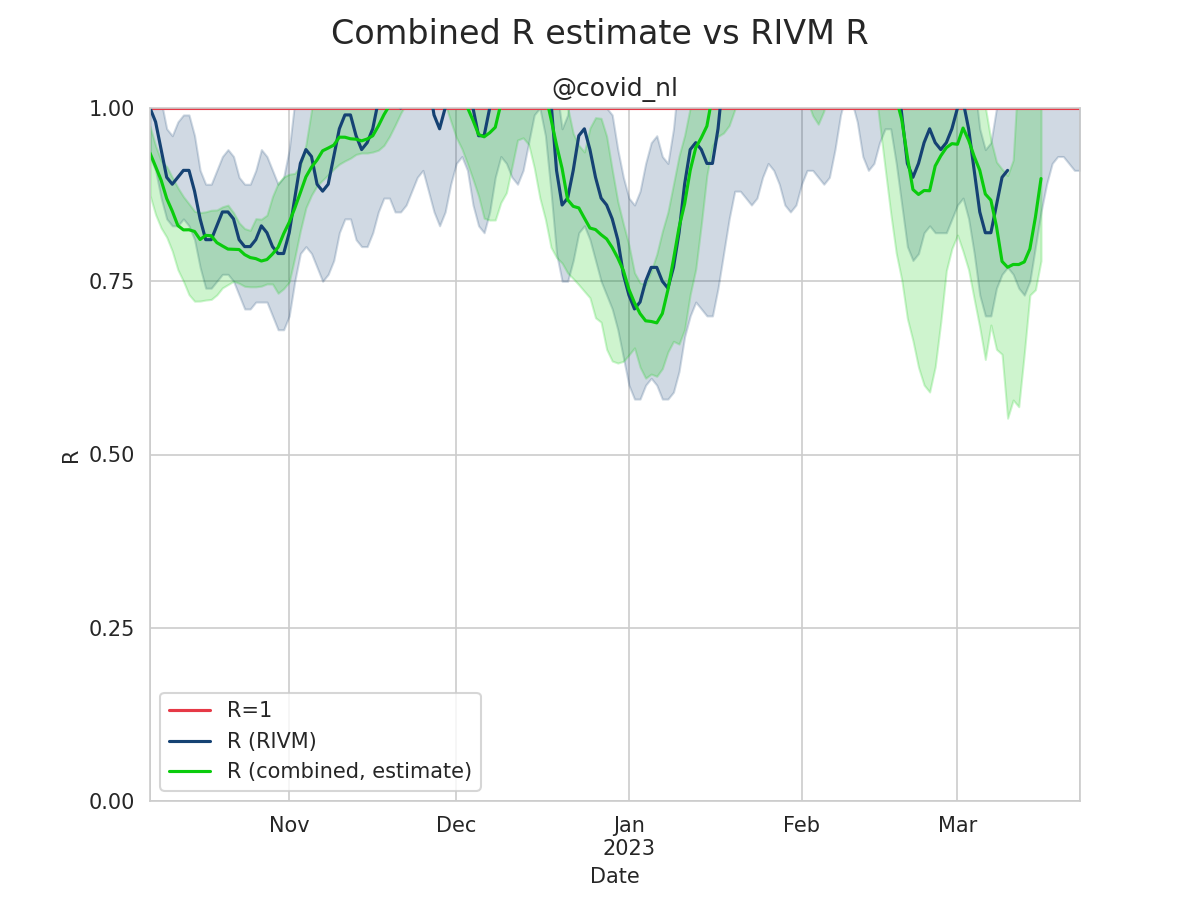 Combined R estimate vs RIVM R
@covid_nl
1.00
0.75
0.50
0.25
0.00
R
R=1
R (RIVM)
R (combined, estimate)
Nov
Dec
Jan
2023
Feb
Mar
Date